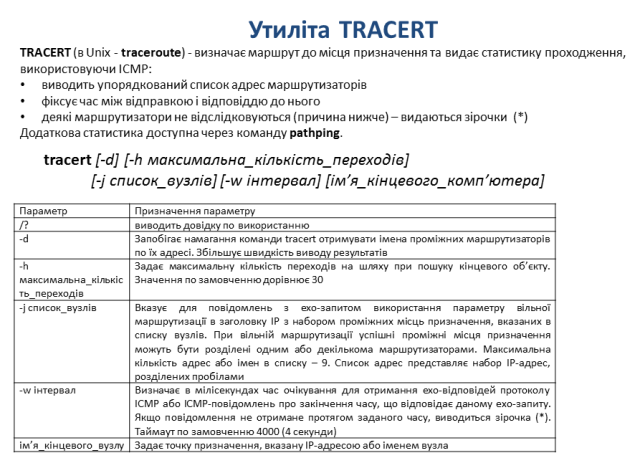 Утиліта TRACERT
TRACERT (в Unix - traceroute) - визначає маршрут до місця призначення та видає статистику проходження,
використовуючи ICMP:
• виводить упорядкований список адрес маршрутизаторів
• фіксує час між відправкою і відповіддю до нього
• деякі маршрутизатори не відслідковуються (причина нижче) – видаються зірочки (*)
Додаткова статистика доступна через команду pathping.
tracert [-d] [-h максимальна_кількість_переходів]
[-j список_вузлів] [-w інтервал] [ім’я_кінцевого_комп’ютера]
Параметр
Призначення параметру
/?
виводить довідку по використанню
-d
Запобігає намагання команди tracert отримувати імена проміжних маршрутизаторів
по їх адресі. Збільшує швидкість виводу результатів
-h
максимальна_кількіс
ть_переходів
Задає максимальну кількість переходів на шляху при пошуку кінцевого об’єкту.
Значення по замовченню дорівнює 30
-j список_вузлів
Вказує для повідомлень з ехо-запитом використання параметру вільної
маршрутизації в заголовку IP з набором проміжних місць призначення, вказаних в
списку вузлів. При вільній маршрутизації успішні проміжні місця призначення
можуть бути розділені одним або декількома маршрутизаторами. Максимальна
кількість адрес або імен в списку – 9. Список адрес представляє набір IP-адрес,
розділених пробілами
-w інтервал
Визначає в мілісекундах час очікування для отримання ехо-відповідей протоколу
ICMP або ICMP-повідомлень про закінчення часу, що відповідає даному ехо-запиту.
Якщо повідомлення не отримане протягом заданого часу, виводиться зірочка (*).
Таймаут по замовченню 4000 (4 секунди)
ім’я_кінцевого_вузлу
Задає точку призначення, вказану IP-адресою або іменем вузла